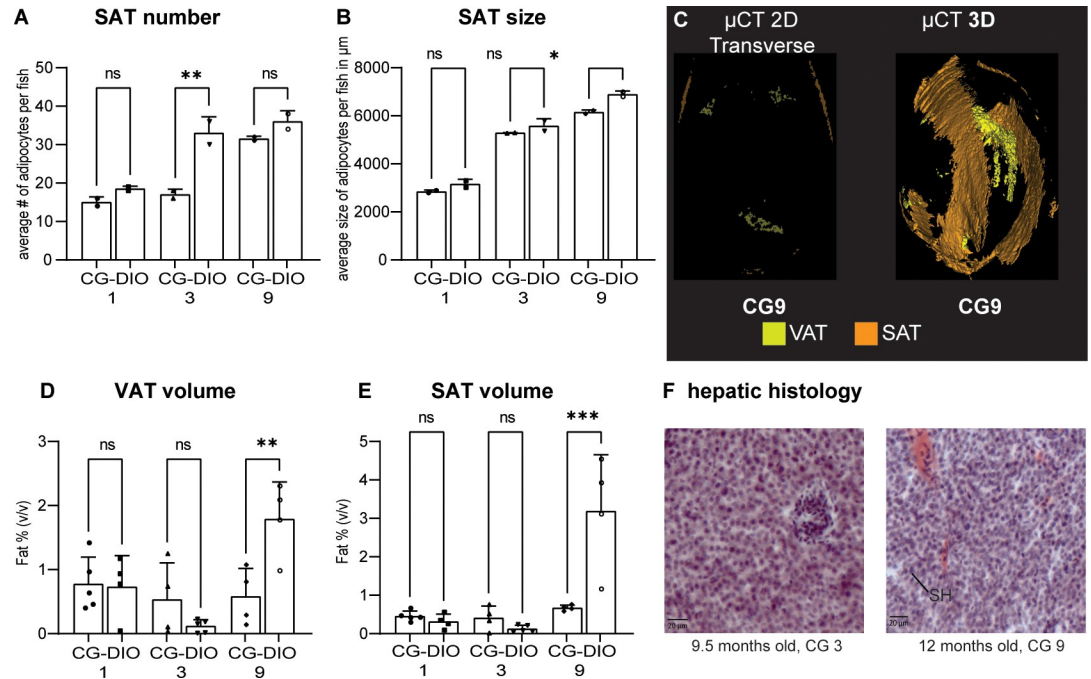 A SAT number
average # of adipocytes per fish
50
40
30
20
10
0
ns
**
ns
CG-DIO CG-DIO CG-DIO
1 3 9
B SAT size
average size of adipocytes per fish in µm
8000
6000
4000
2000
0
ns
ns
*
CG-DIO CG-DIO CG-DIO
1 3 9
C
µCT 2D
Transverse
µCT 3D
CG9
CG9
VAT SAT
D VAT volume
Fat % (v/v)
3
2
1
0
ns
ns
**
CG-DIO CG-DIO CG-DIO
1 3 9
E SAT volume
Fat % (v/v)
5
4
3
2
1
0
ns
ns
***
CG-DIO CG-DIO CG-DIO
1 3 9
F hepatic histology
20 µm
SH
20 µm
9.5 months old, CG 3
12 months old, CG 9